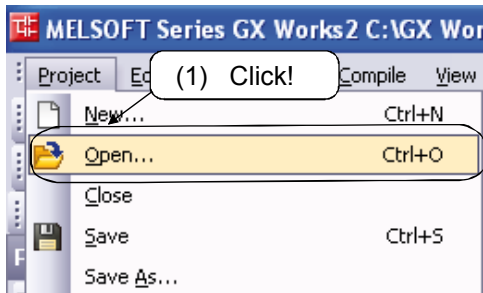 MELSOFT Series GX Works2 C:\GX Wor
Project Ed (1) Click! Compile View
New... Ctrl+N
Open... Ctrl+O
Close
Save Ctrl+S
Save As...